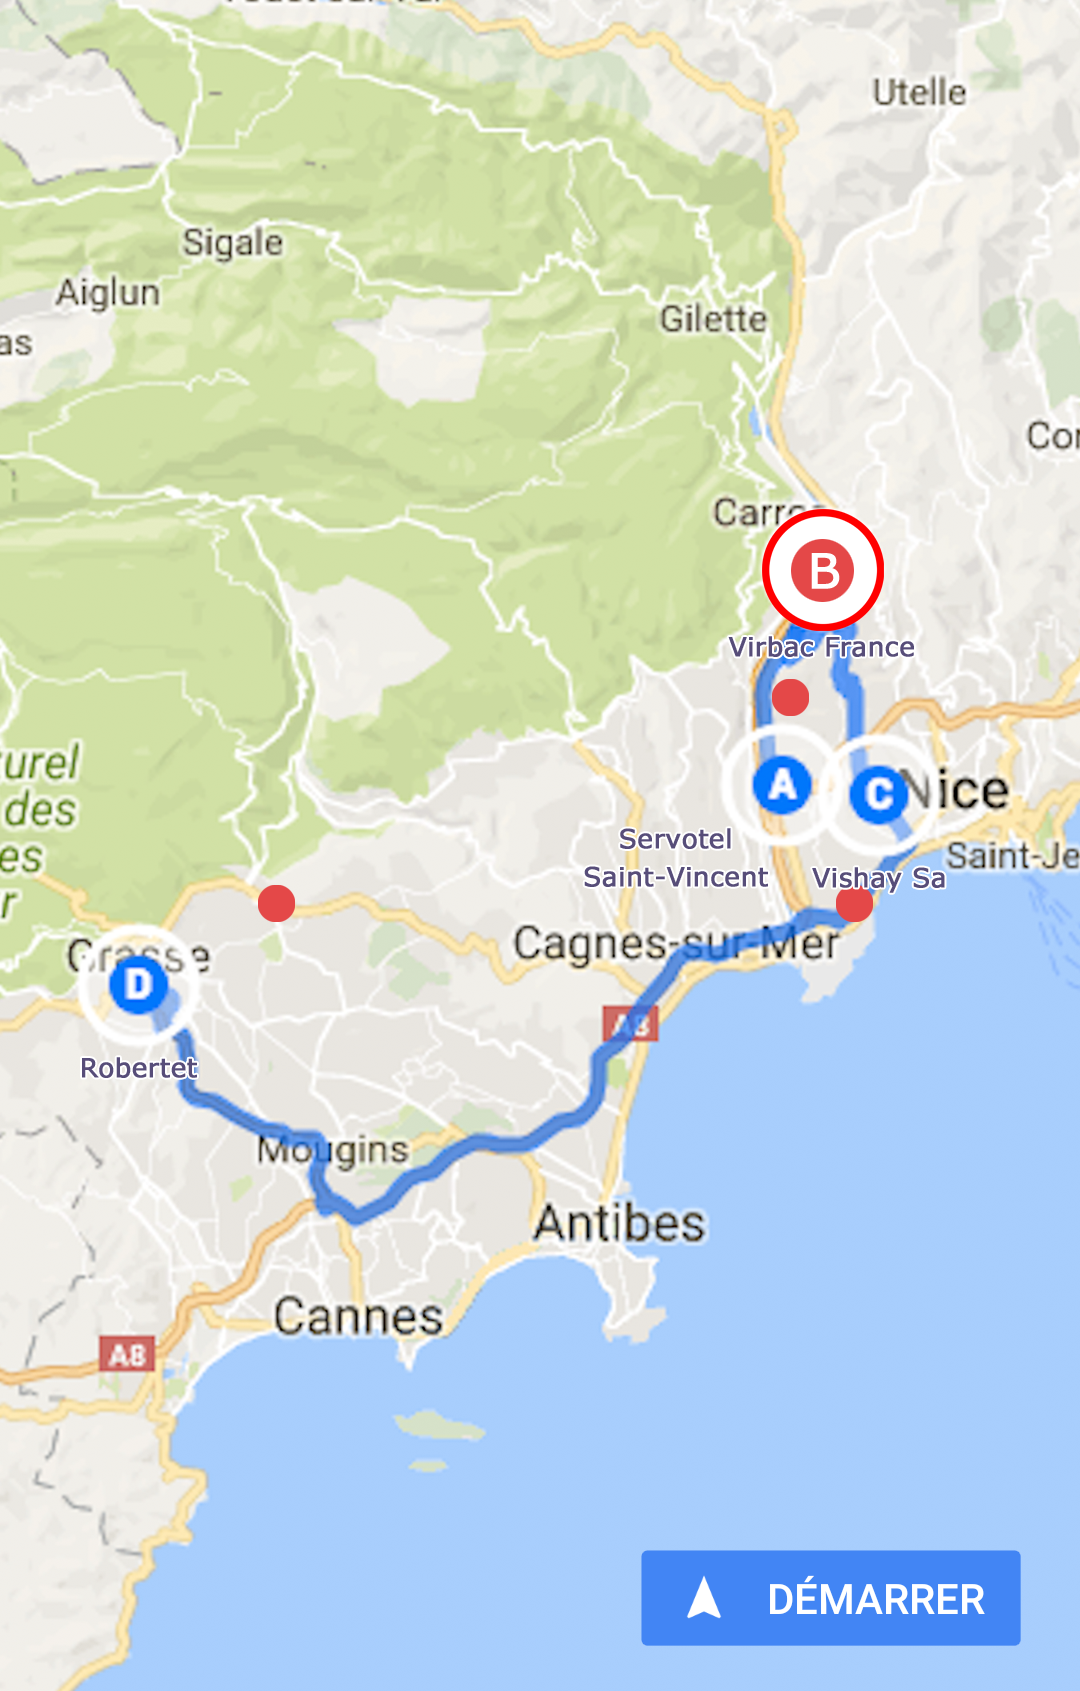 Utelle
Sigale
Aiglun
as
Gilette
Cor
Carros
B
Virbac France
urel
des
es
r
A
C
Nice
Servotel
Saint-Vincent
Saint-Je
Vishay Sa
Grasse
Cagnes-sur-Mer
D
A8
Robertet
Mougins
Antibes
Cannes
A8
DÉMARRER